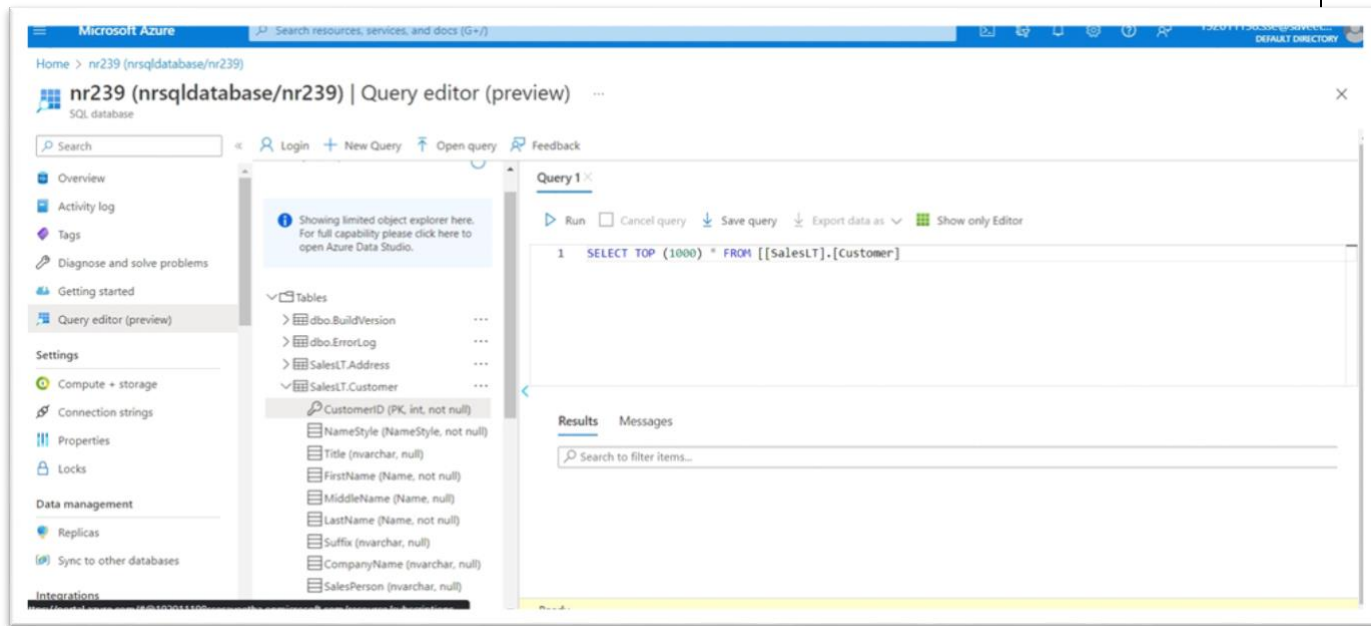 Microsoft Azure
Search resources, services, and docs (G+/)
DEFAULT DIRECTORY
Home > nr239 (nrsqldatabase/nr239)
nr239 (nrsqldatabase/nr239) | Query editor (preview) ...
SQL database
Search
« Login + New Query Open query Feedback
Overview
Activity log
Tags
Diagnose and solve problems
Getting started
Query editor (preview)
Settings
Compute + storage
Connection strings
Properties
Locks
Data management
Replicas
Sync to other databases
Integrations
Showing limited object explorer here.
For full capability please click here to
open Azure Data Studio.
Tables
dbo.BuildVersion ...
dbo.ErrorLog ...
SalesLT.Address ...
SalesLT.Customer ...
CustomerID (PK, int, not null)
NameStyle (NameStyle, not null)
Title (nvarchar, null)
FirstName (Name, not null)
MiddleName (Name, null)
LastName (Name, not null)
Suffix (nvarchar, null)
CompanyName (nvarchar, null)
SalesPerson (nvarchar, null)
Query 1 ×
Run Cancel query Save query Export data as Show only Editor
1 SELECT TOP (1000) * FROM [[SalesLT].[Customer]
Results Messages
Search to filter items...